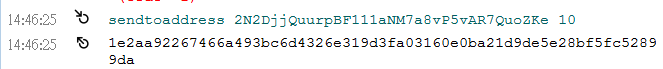 14:46:25 sendtoaddress 2N2DjjQuurpBF111aNM7a8vP5vAR7QuoZKe 10
14:46:25 1e2aa92267466a493bc6d4326e319d3fa03160e0ba21d9de5e28bf5fc5289
9da